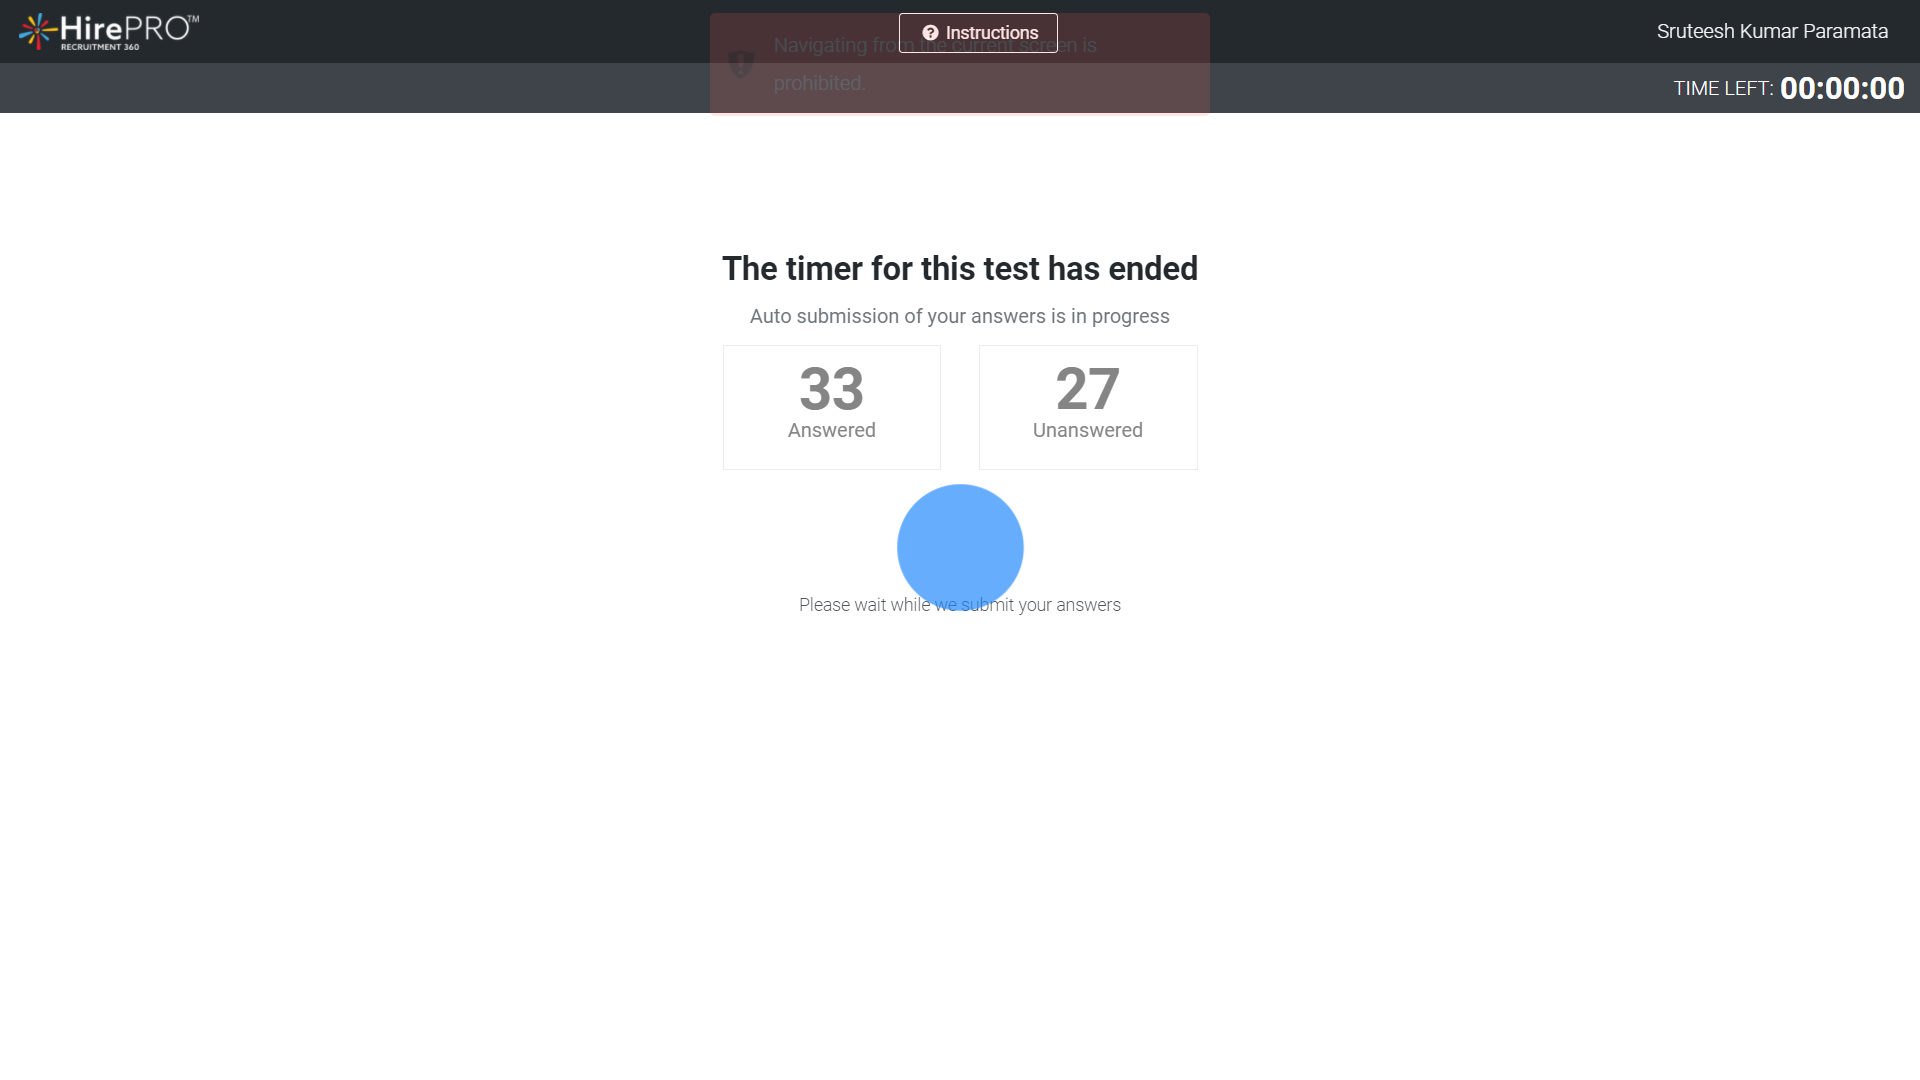 HirePRO™
RECRUITMENT 360
Instructions
Navigating from the current screen is
prohibited.
Sruteesh Kumar Paramata
TIME LEFT: 00:00:00
The timer for this test has ended
Auto submission of your answers is in progress
33
Answered
27
Unanswered
Please wait while we submit your answers